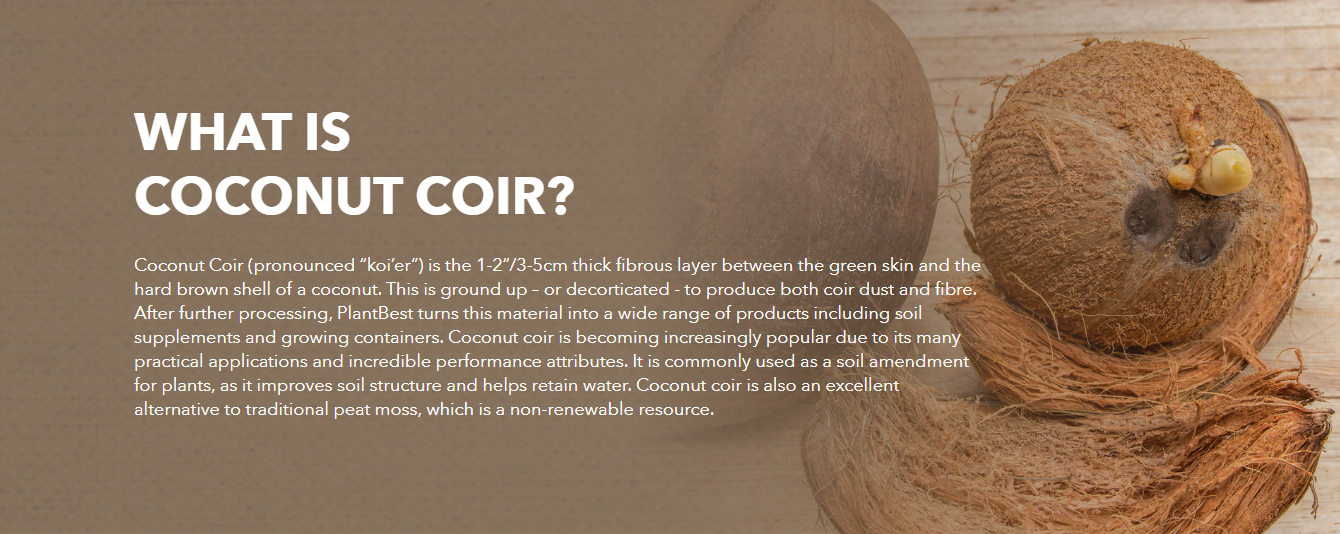 WHAT IS
COCONUT COIR?
Coconut Coir (pronounced “koi’er”) is the 1-2”/3-5cm thick fibrous layer between the green skin and the
hard brown shell of a coconut. This is ground up – or decorticated - to produce both coir dust and fibre.
After further processing, PlantBest turns this material into a wide range of products including soil
supplements and growing containers. Coconut coir is becoming increasingly popular due to its many
practical applications and incredible performance attributes. It is commonly used as a soil amendment
for plants, as it improves soil structure and helps retain water. Coconut coir is also an excellent
alternative to traditional peat moss, which is a non-renewable resource.